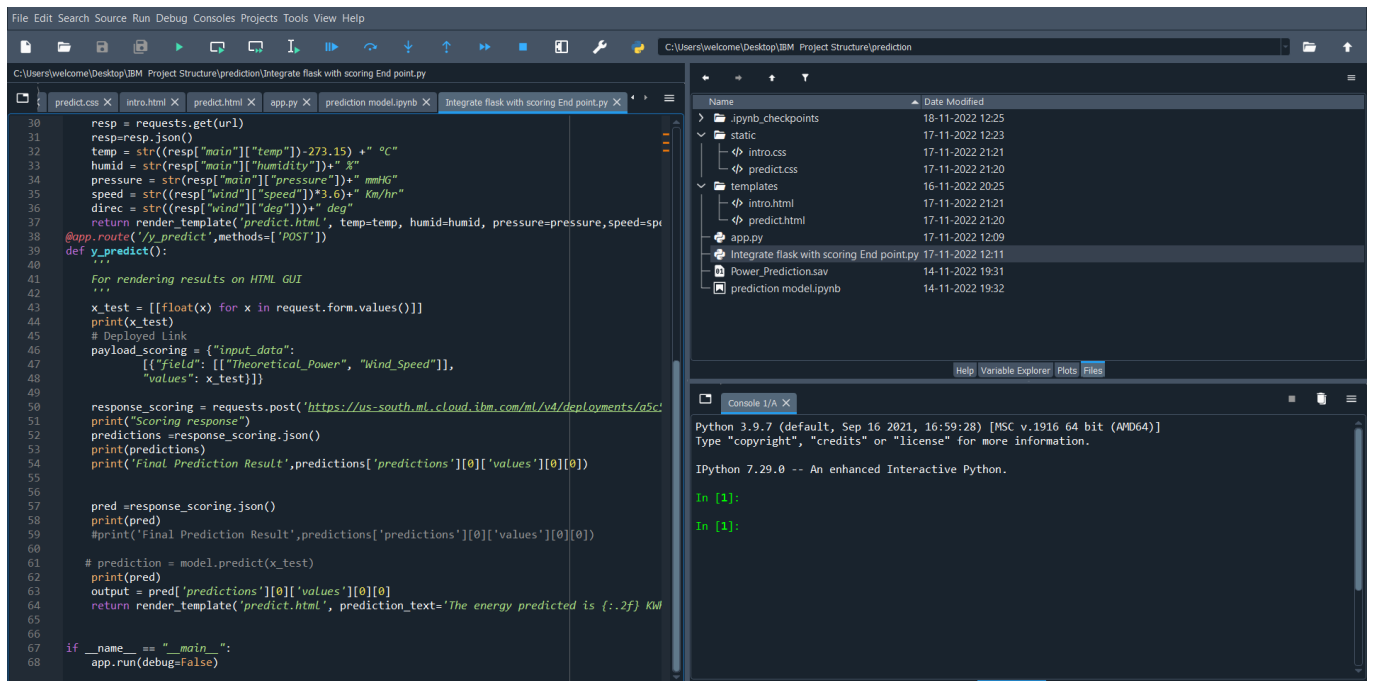 File Edit Search Source Run Debug Consoles Projects Tools View Help
C:\Users\welcome\Desktop\IBM Project Structure\prediction
C:\Users\welcome\Desktop\IBM Project Structure\prediction\Integrate flask with scoring End point.py
predict.css intro.html predict.html app.py prediction model.ipynb Integrate flask with scoring End point.py
30 resp = requests.get(url)
31 resp=resp.json()
32 temp = str((resp["main"]["temp"])-273.15) +" °C"
33 humid = str(resp["main"]["humidity"])+" %"
34 pressure = str(resp["main"]["pressure"])+" mmHG"
35 speed = str((resp["wind"]["speed"])*3.6)+" Km/hr"
36 direc = str((resp["wind"]["deg"]))+" deg"
37 return render_template('predict.html', temp=temp, humid=humid, pressure=pressure,speed=spe
38 @app.route('/y_predict',methods=['POST'])
39 def y_predict():
40 '''
41 For rendering results on HTML GUI
42 '''
43 x_test = [[float(x) for x in request.form.values()]]
44 print(x_test)
45 # Deployed Link
46 payload_scoring = {"input_data":
47 [{"field": [["Theoretical_Power", "Wind_Speed"]],
48 "values": x_test}]}
49
50 response_scoring = requests.post('https://us-south.ml.cloud.ibm.com/ml/v4/deployments/a5c5
51 print("Scoring response")
52 predictions =response_scoring.json()
53 print(predictions)
54 print('Final Prediction Result',predictions['predictions'][0]['values'][0][0])
55
56
57 pred =response_scoring.json()
58 print(pred)
59 #print('Final Prediction Result',predictions['predictions'][0]['values'][0][0])
60
61 # prediction = model.predict(x_test)
62 print(pred)
63 output = pred['predictions'][0]['values'][0][0]
64 return render_template('predict.html', prediction_text='The energy predicted is {:.2f} KWh
65
66
67 if __name__ == "__main__":
68 app.run(debug=False)
Name Date Modified
.ipynb_checkpoints 18-11-2022 12:25
static 17-11-2022 12:23
intro.css 17-11-2022 21:21
predict.css 17-11-2022 21:20
templates 16-11-2022 20:25
intro.html 17-11-2022 21:21
predict.html 17-11-2022 21:20
app.py 17-11-2022 12:09
Integrate flask with scoring End point.py 17-11-2022 12:11
Power_Prediction.sav 14-11-2022 19:31
prediction model.ipynb 14-11-2022 19:32
Help Variable Explorer Plots Files
Console 1/A
Python 3.9.7 (default, Sep 16 2021, 16:59:28) [MSC v.1916 64 bit (AMD64)]
Type "copyright", "credits" or "license" for more information.
IPython 7.29.0 -- An enhanced Interactive Python.
In [1]:
In [1]: